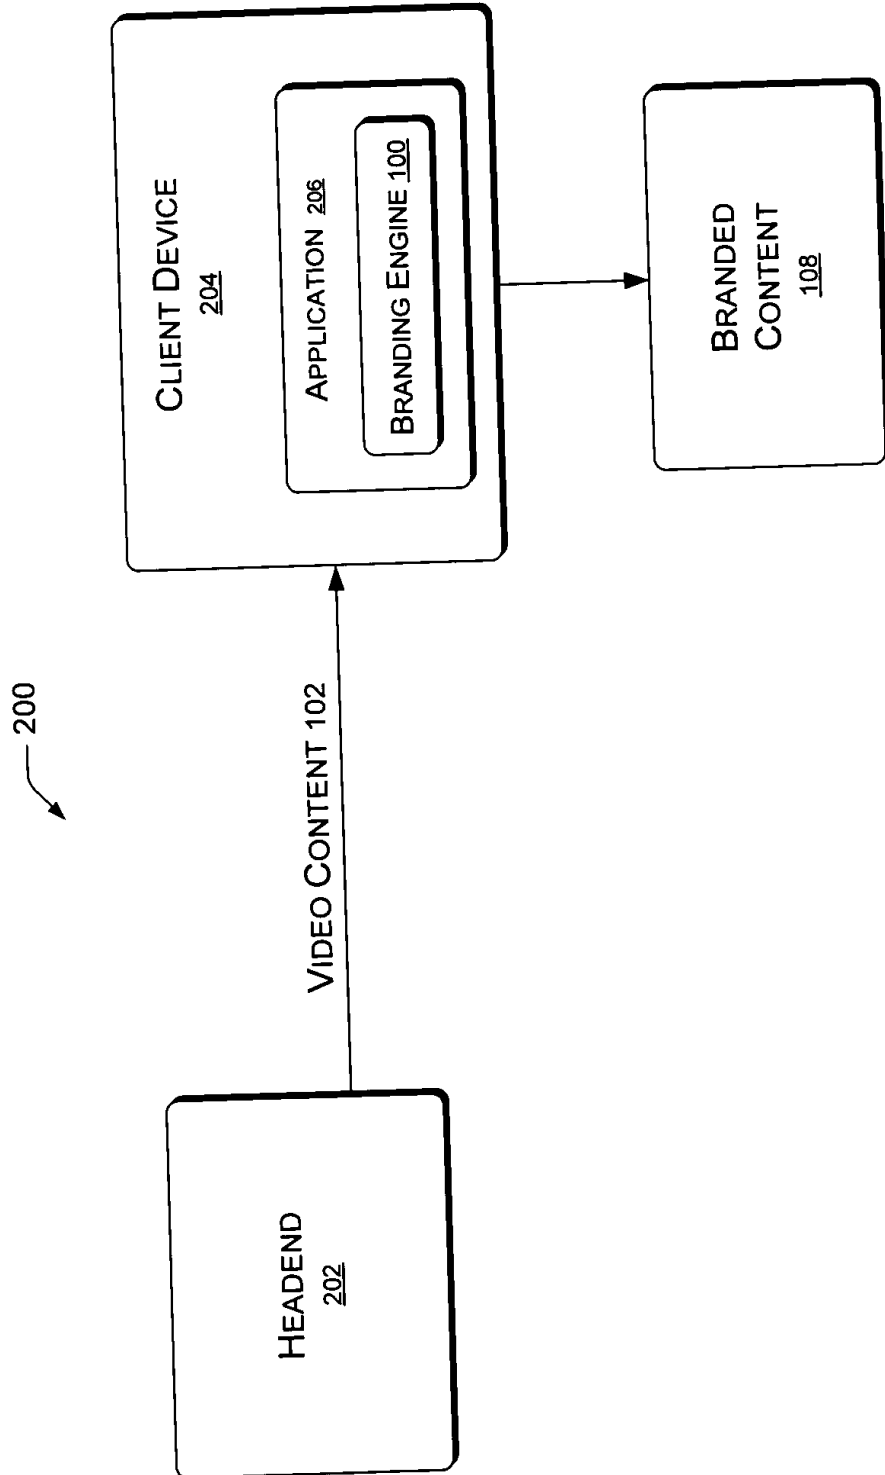 200
HEADEND
202
VIDEO CONTENT 102
CLIENT DEVICE
204
APPLICATION 206
BRANDING ENGINE 100
BRANDED
CONTENT
108